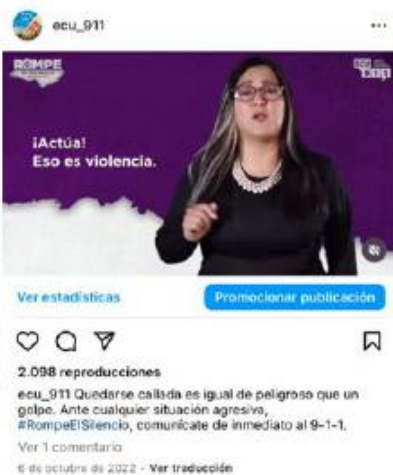 ecu_911
ROMPE
¡Actúa!
Eso es violencia.
Ver estadísticas
Promocionar publicación
2.098 reproducciones
ecu_911 Quedarse callada es igual de peligroso que un
golpe. Ante cualquier situación agresiva,
#RompeElSilencio, comunícate de inmediato al 9-1-1.
Ver 1 comentario
6 de octubre de 2022 - Ver traducción